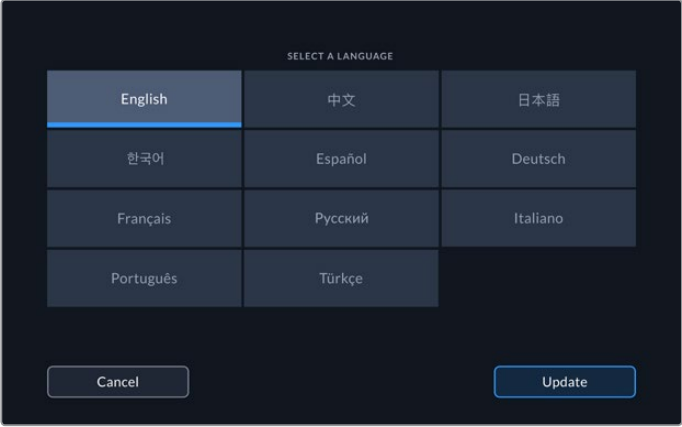 SELECT A LANGUAGE
English
中文
日本語
한국어
Español
Deutsch
Français
Русский
Italiano
Português
Türkçe
Cancel
Update